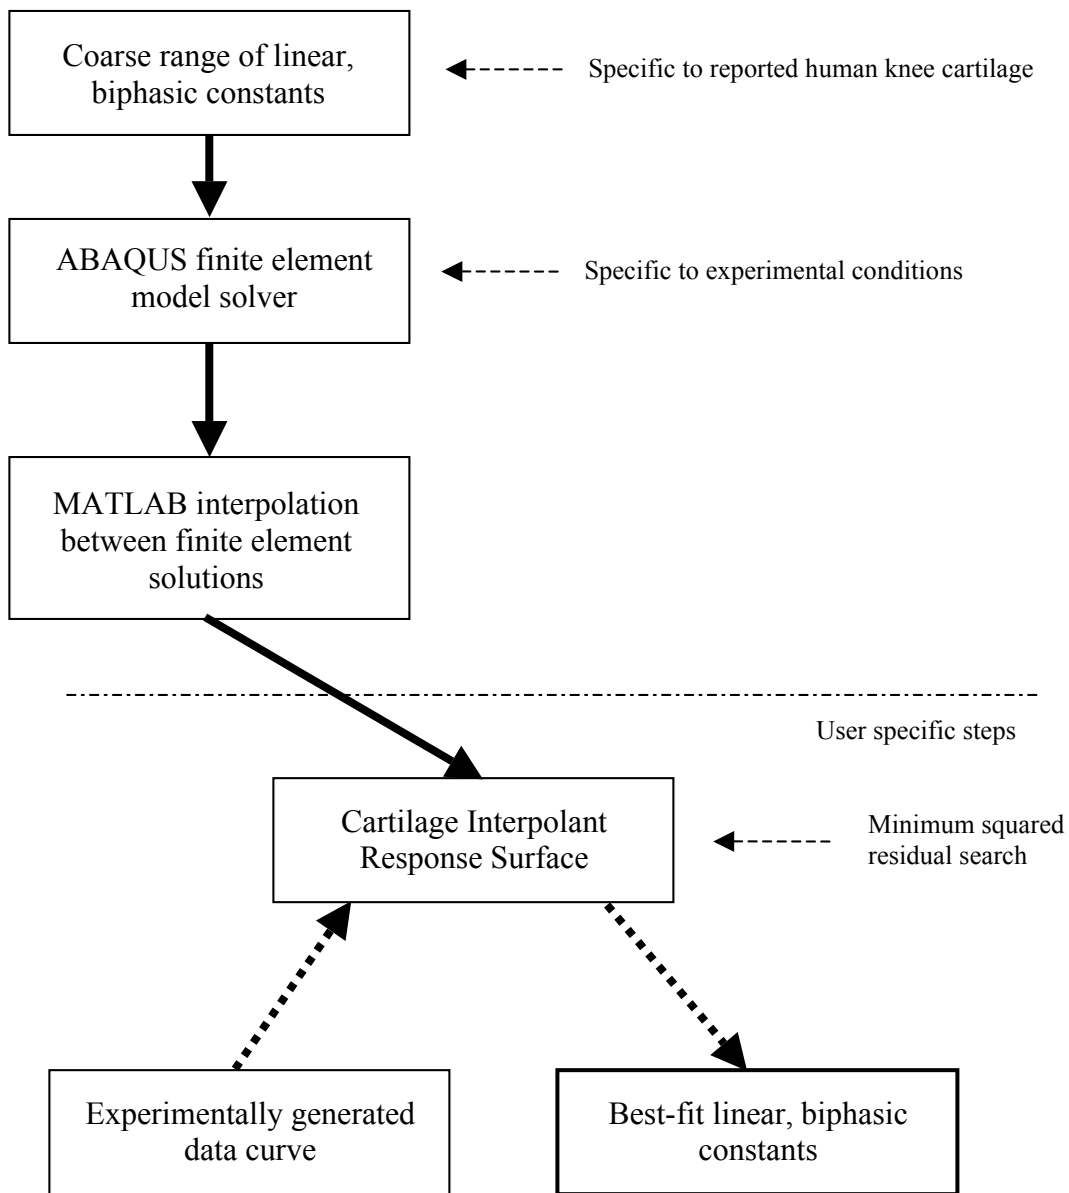 Coarse range of linear,
biphasic constants
Specific to reported human knee cartilage
ABAQUS finite element
model solver
Specific to experimental conditions
MATLAB interpolation
between finite element
solutions
User specific steps
Cartilage Interpolant
Response Surface
Minimum squared
residual search
Experimentally generated
data curve
Best-fit linear, biphasic
constants